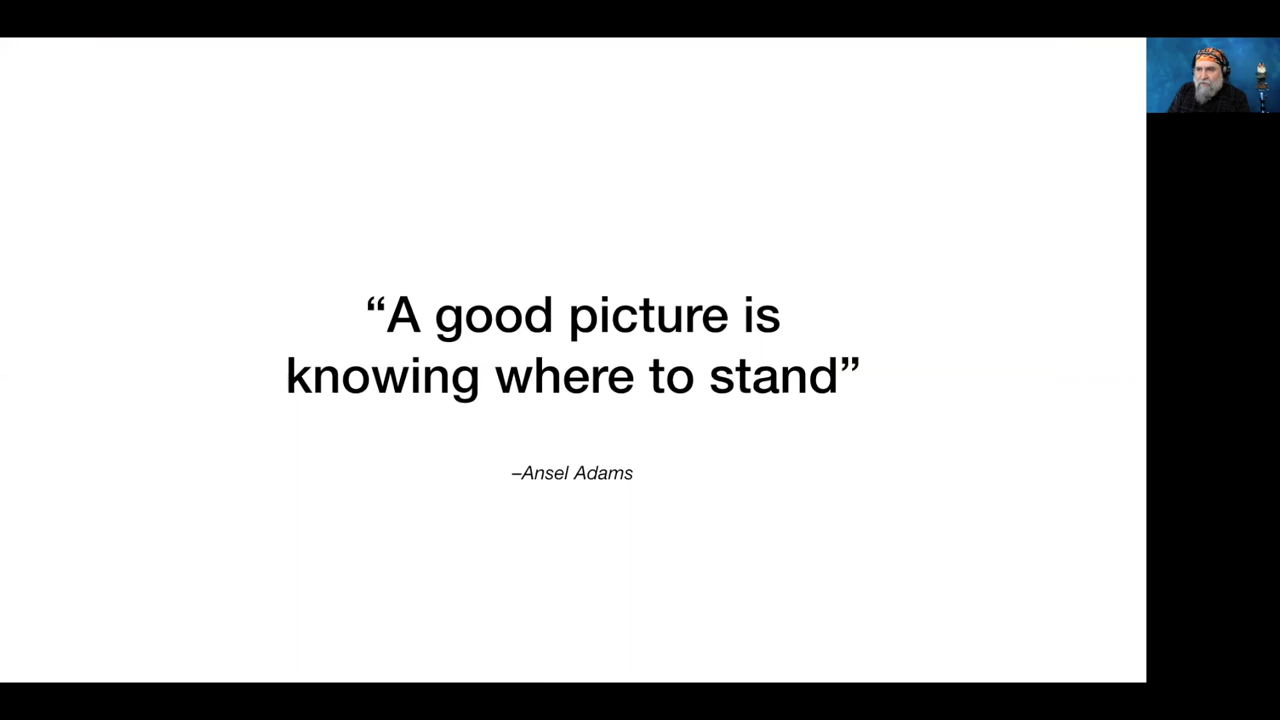 “A good picture is
knowing where to stand”
–Ansel Adams